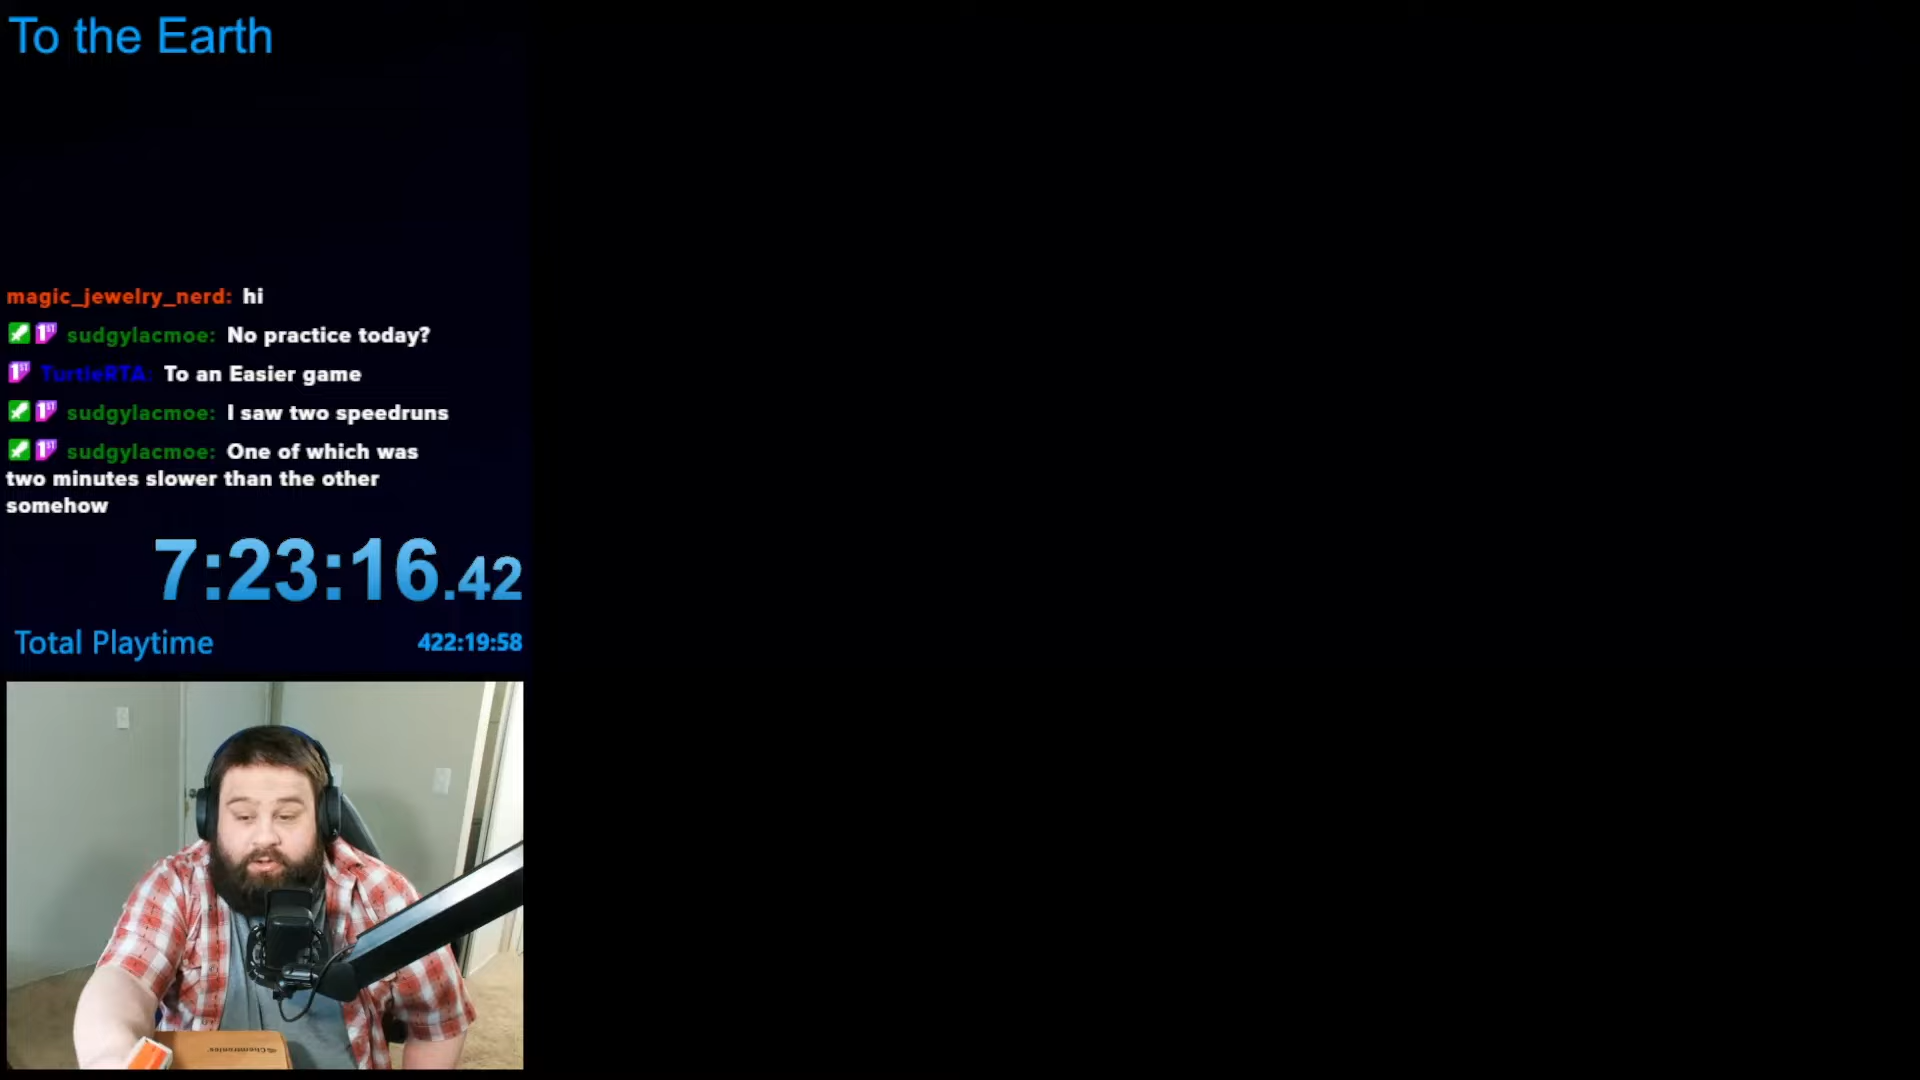 To the Earth
magic_jewelry_nerd: hi
sudgylacmoe: No practice today?
TurtleRTA: To an Easier game
sudgylacmoe: I saw two speedruns
sudgylacmoe: One of which was
two minutes slower than the other
somehow
7:23:16.42
Total Playtime 422:19:58